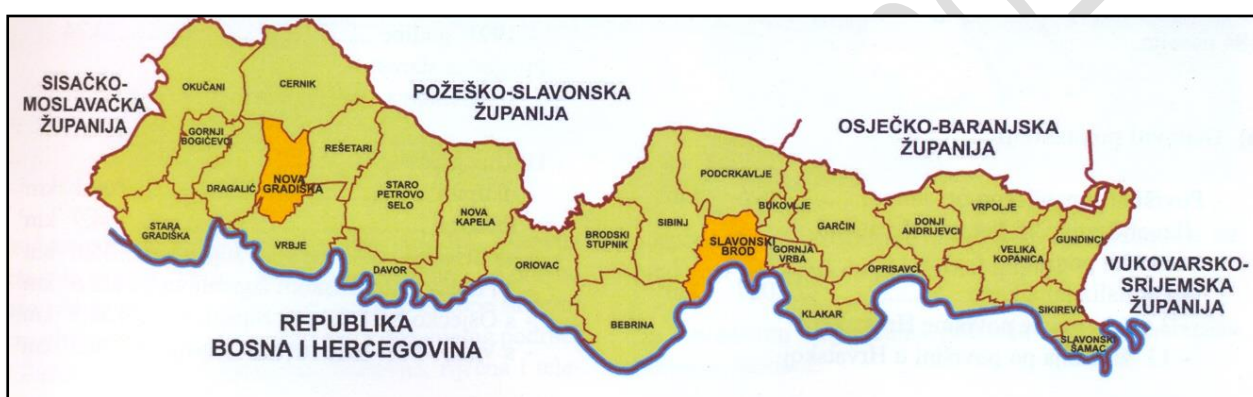 SISAČKO-
MOSLAVAČKA
ŽUPANIJA
POŽEŠKO-SLAVONSKA
ŽUPANIJA
OSJEČKO-BARANJSKA
ŽUPANIJA
VUKOVARSKO-
SRIJEMSKA
ŽUPANIJA
REPUBLIKA
BOSNA I HERCEGOVINA
OKUČANI
CERNIK
GORNJI
BOGIĆEVCI
DRAGALIĆ
NOVA
GRADIŠKA
REŠETARI
STARA
GRADIŠKA
VRBJE
STARO
PETROVO
SELO
DAVOR
NOVA
KAPELA
ORIOVAC
BRODSKI
STUPNIK
SIBINJ
BEBRINA
PODCRKAVLJE
SLAVONSKI
BROD
BUKOVLJE
GORNJA
VRBA
GARČIN
KLAKAR
OPRISAVCI
DONJI
ANDRIJEVCI
VRPOLJE
VELIKA
KOPANICA
GUNDINCI
SIKIREVCI
SLAVONSKI
ŠAMAC